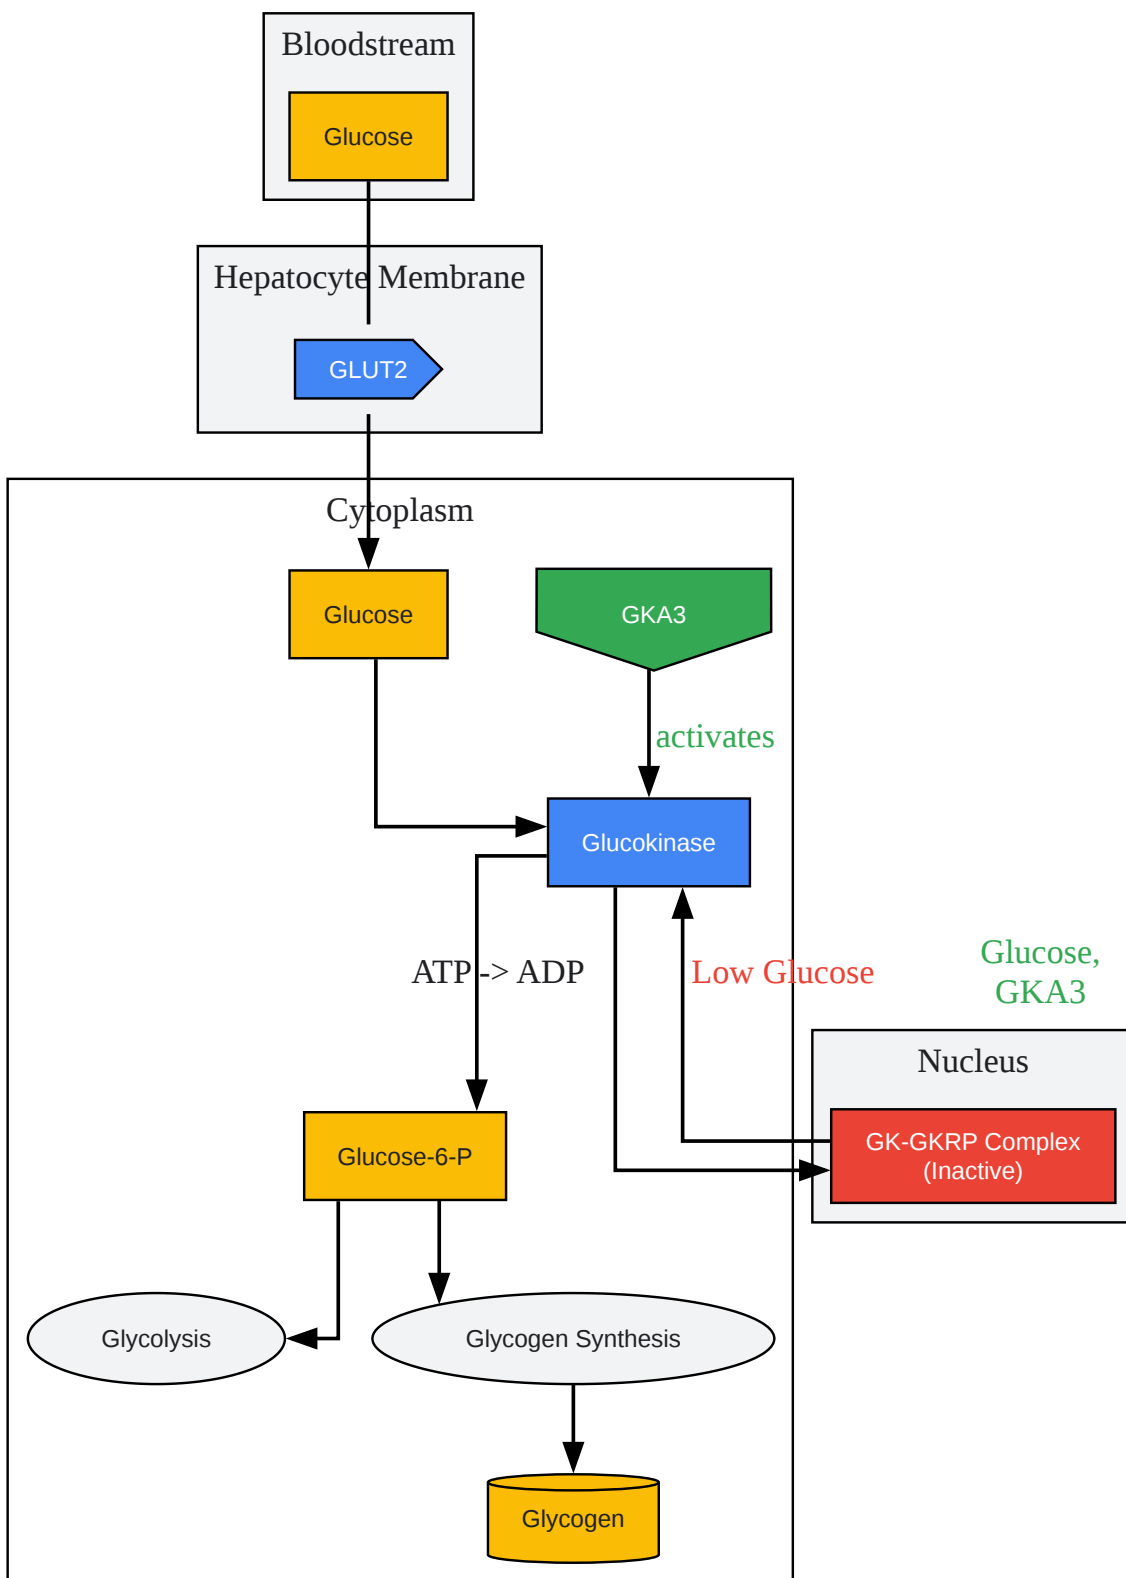 Bloodstream
Glucose
Hepatocyte Membrane
GLUT2
Cytoplasm
Glucose
GKA3
activates
Glucokinase
ATP -> ADP
Low Glucose
Glucose,
GKA3
Nucleus
GK-GKRP Complex
(Inactive)
Glucose-6-P
Glycolysis
Glycogen Synthesis
Glycogen